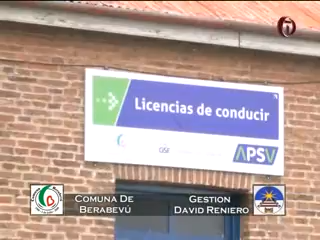 Licencias de conducir
APSV
COMUNA DE
BERABEVÚ
GESTION
DAVID RENIERO